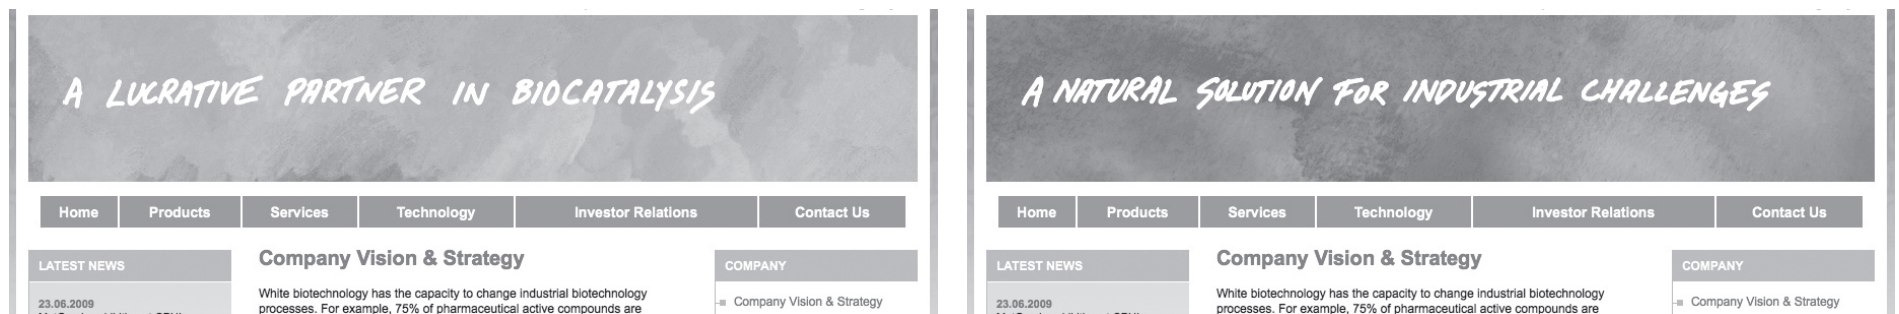 A LUCRATIVE PARTNER IN BIOCATALYSIS
Home Products Services Technology Investor Relations Contact Us
LATEST NEWS
23.06.2009
Company Vision & Strategy
White biotechnology has the capacity to change industrial biotechnology
processes. For example, 75% of pharmaceutical active compounds are
COMPANY
Company Vision & Strategy
A NATURAL SOLUTION FOR INDUSTRIAL CHALLENGES
Home Products Services Technology Investor Relations Contact Us
LATEST NEWS
23.06.2009
Company Vision & Strategy
White biotechnology has the capacity to change industrial biotechnology
processes. For example, 75% of pharmaceutical active compounds are
COMPANY
Company Vision & Strategy